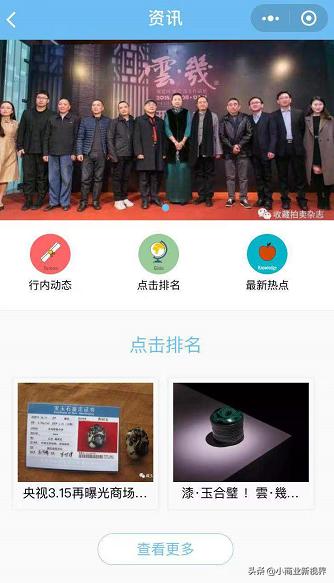 资讯
雲·幾
收藏拍卖杂志
行内动态
点击排名
最新热点
点击排名
央视3.15再曝光商场...
漆·玉合璧！雲·幾...
查看更多
头条@小商业新视界